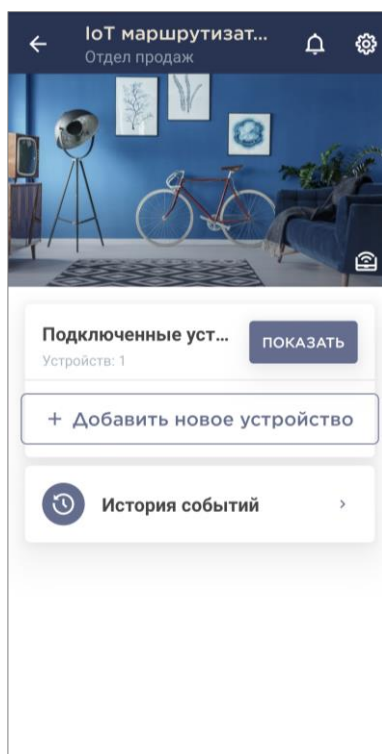 IoT маршрутизат...
Отдел продаж
Подключенные уст...
ПОКАЗАТЬ
Устройств: 1
+ Добавить новое устройство
История событий